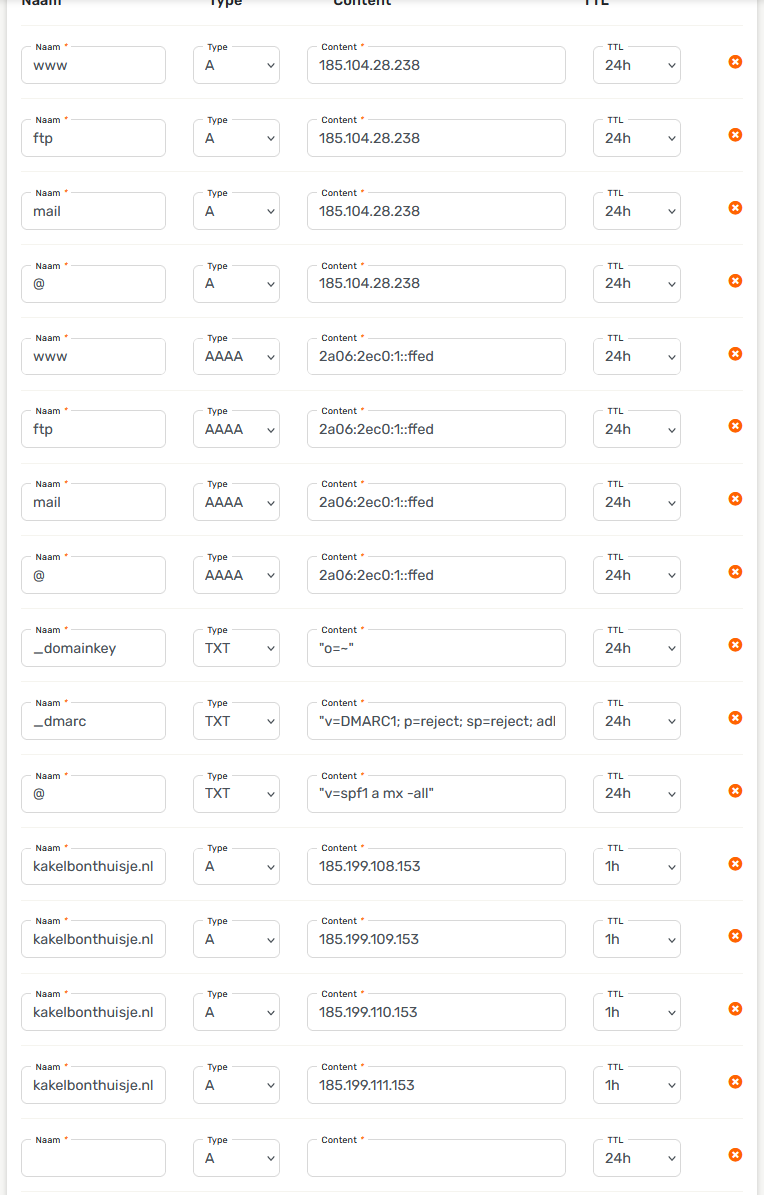 Naam Type Content TTL
Naam * Type Content * TTL
www A 185.104.28.238 24h
Naam * Type Content * TTL
ftp A 185.104.28.238 24h
Naam * Type Content * TTL
mail A 185.104.28.238 24h
Naam * Type Content * TTL
@ A 185.104.28.238 24h
Naam * Type Content * TTL
www AAAA 2a06:2ec0:1::ffed 24h
Naam * Type Content * TTL
ftp AAAA 2a06:2ec0:1::ffed 24h
Naam * Type Content * TTL
mail AAAA 2a06:2ec0:1::ffed 24h
Naam * Type Content * TTL
@ AAAA 2a06:2ec0:1::ffed 24h
Naam * Type Content * TTL
_domainkey TXT "o=~" 24h
Naam * Type Content * TTL
_dmarc TXT "v=DMARC1; p=reject; sp=reject; 24h
Naam * Type Content * TTL
@ TXT "v=spf1 a mx -all" 24h
Naam * Type Content * TTL
kakelbonthuisje.nl A 185.199.108.153 1h
Naam * Type Content * TTL
kakelbonthuisje.nl A 185.199.109.153 1h
Naam * Type Content * TTL
kakelbonthuisje.nl A 185.199.110.153 1h
Naam * Type Content * TTL
kakelbonthuisje.nl A 185.199.111.153 1h
Naam * Type Content * TTL
A 24h